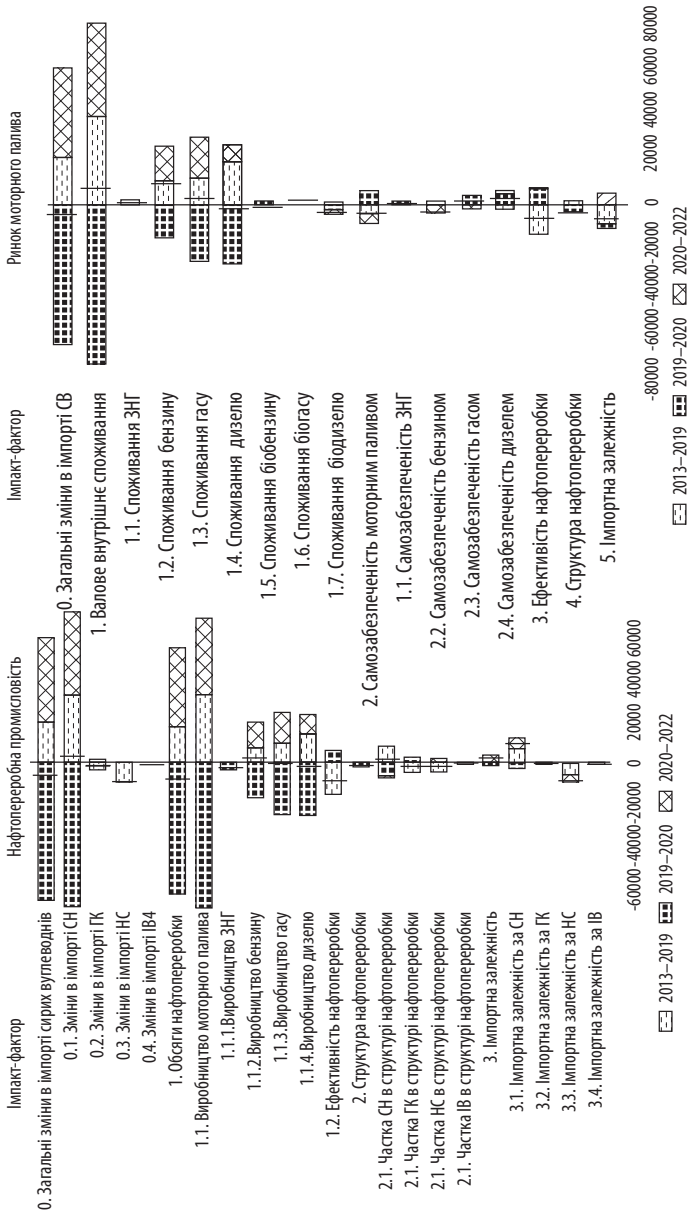 Імпакт-фактор
Нафтопереробна промисловість
0. Загальні зміни в імпорті сирих вуглеводнів
0.1. Зміни в імпорті СН
0.2. Зміни в імпорті ГК
0.3. Зміни в імпорті НС
0.4. Зміни в імпорті ІВ4
1. Обсяги нафтопереробки
1.1. Виробництво моторного палива
1.1.1.Виробництво ЗНГ
1.1.2.Виробництво бензину
1.1.3.Виробництво гасу
1.1.4.Виробництво дизелю
1.2. Ефективність нафтопереробки
2. Структура нафтопереробки
2.1. Частка СН в структурі нафтопереробки
2.1. Частка ГК в структурі нафтопереробки
2.1. Частка НС в структурі нафтопереробки
2.1. Частка ІВ в структурі нафтопереробки
3. Імпортна залежність
3.1. Імпортна залежність за СН
3.2. Імпортна залежність за ГК
3.3. Імпортна залежність за НС
3.4. Імпортна залежність за ІВ
-60000-40000-20000 0 20000 40000 60000
2013–2019 2019–2020 2020–2022
Імпакт-фактор
Ринок моторного палива
0. Загальні зміни в імпорті СВ
1. Валове внутрішнє споживання
1.1. Споживання ЗНГ
1.2. Споживання бензину
1.3. Споживання гасу
1.4. Споживання дизелю
1.5. Споживання біобензину
1.6. Споживання біогасу
1.7. Споживання біодизелю
2. Самозабезпеченість моторним паливом
1.1. Самозабезпеченість ЗНГ
2.2. Самозабезпеченість бензином
2.3. Самозабезпеченість гасом
2.4. Самозабезпеченість дизелем
3. Ефективність нафтопереробки
4. Структура нафтопереробки
5. Імпортна залежність
-80000 -60000-40000-20000 0 20000 40000 60000 80000
2013–2019 2019–2020 2020–2022